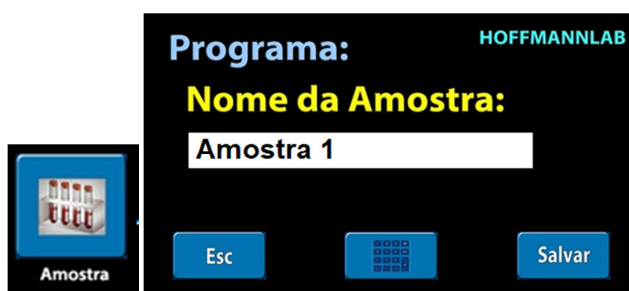 Programa:
HOFFMANNLAB
Nome da Amostra:
Amostra 1
Esc
Salvar
Amostra